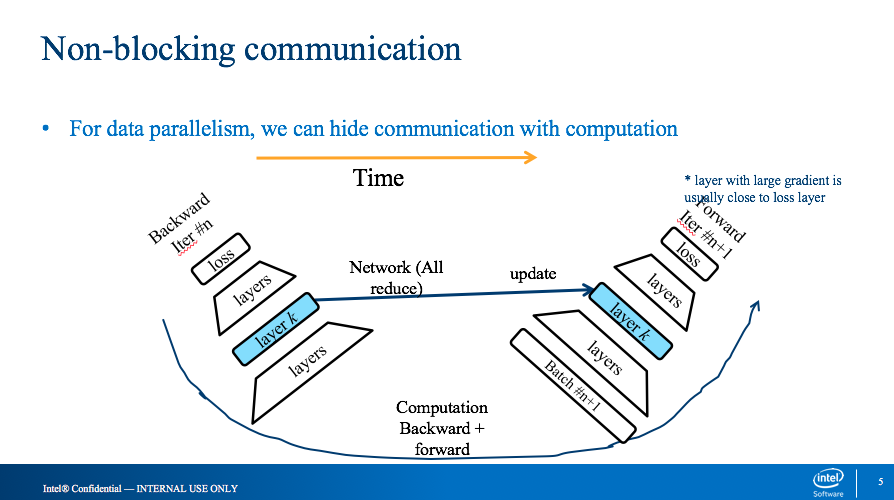 Non-blocking communication
• For data parallelism, we can hide communication with computation
Time
* layer with large gradient is
usually close to loss layer
Backward
Iter #n
loss
layers
layer k
layers
Network (All
reduce)
update
Forward
Iter #n+1
loss
layers
layer k
layers
Batch #n+1
Computation
Backward +
forward
Intel® Confidential — INTERNAL USE ONLY
intel
Software
5